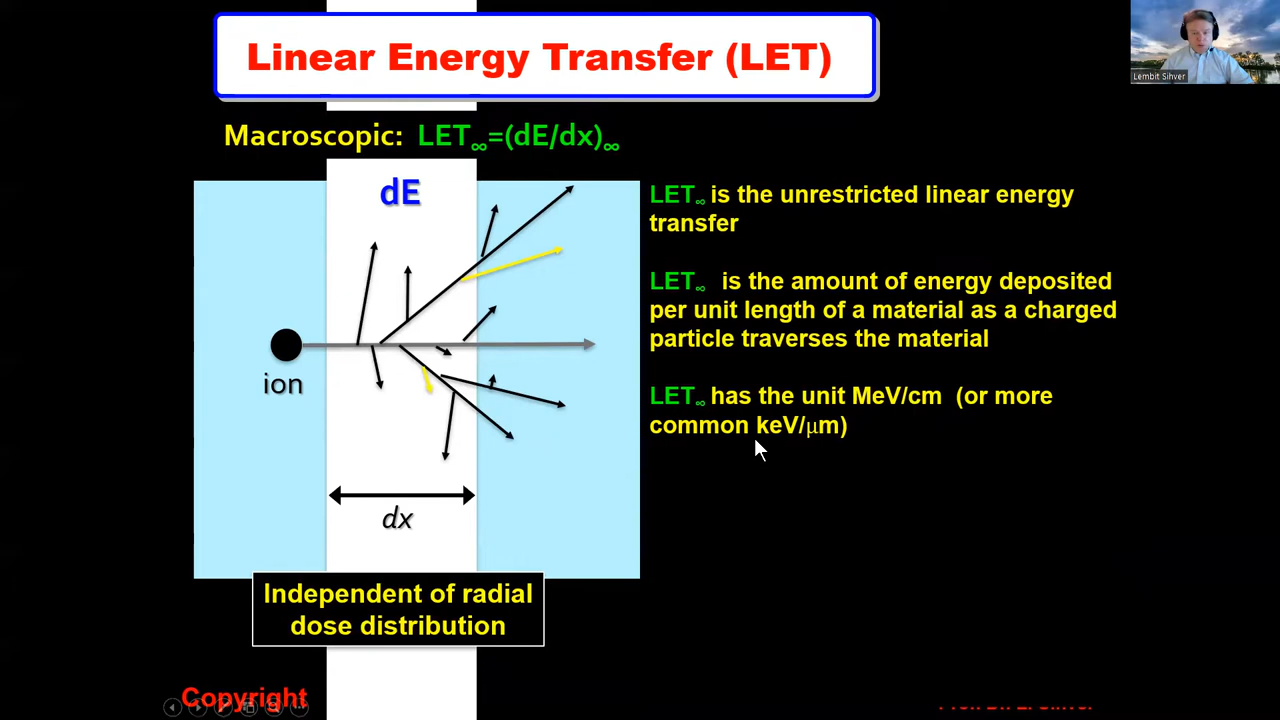 Linear Energy Transfer (LET)
Lembit Sihver
Macroscopic: LET∞=(dE/dx)∞
dE
ion
dx
Independent of radial
dose distribution
LET∞ is the unrestricted linear energy
transfer
LET∞ is the amount of energy deposited
per unit length of a material as a charged
particle traverses the material
LET∞ has the unit MeV/cm (or more
common keV/μm)
Copyright